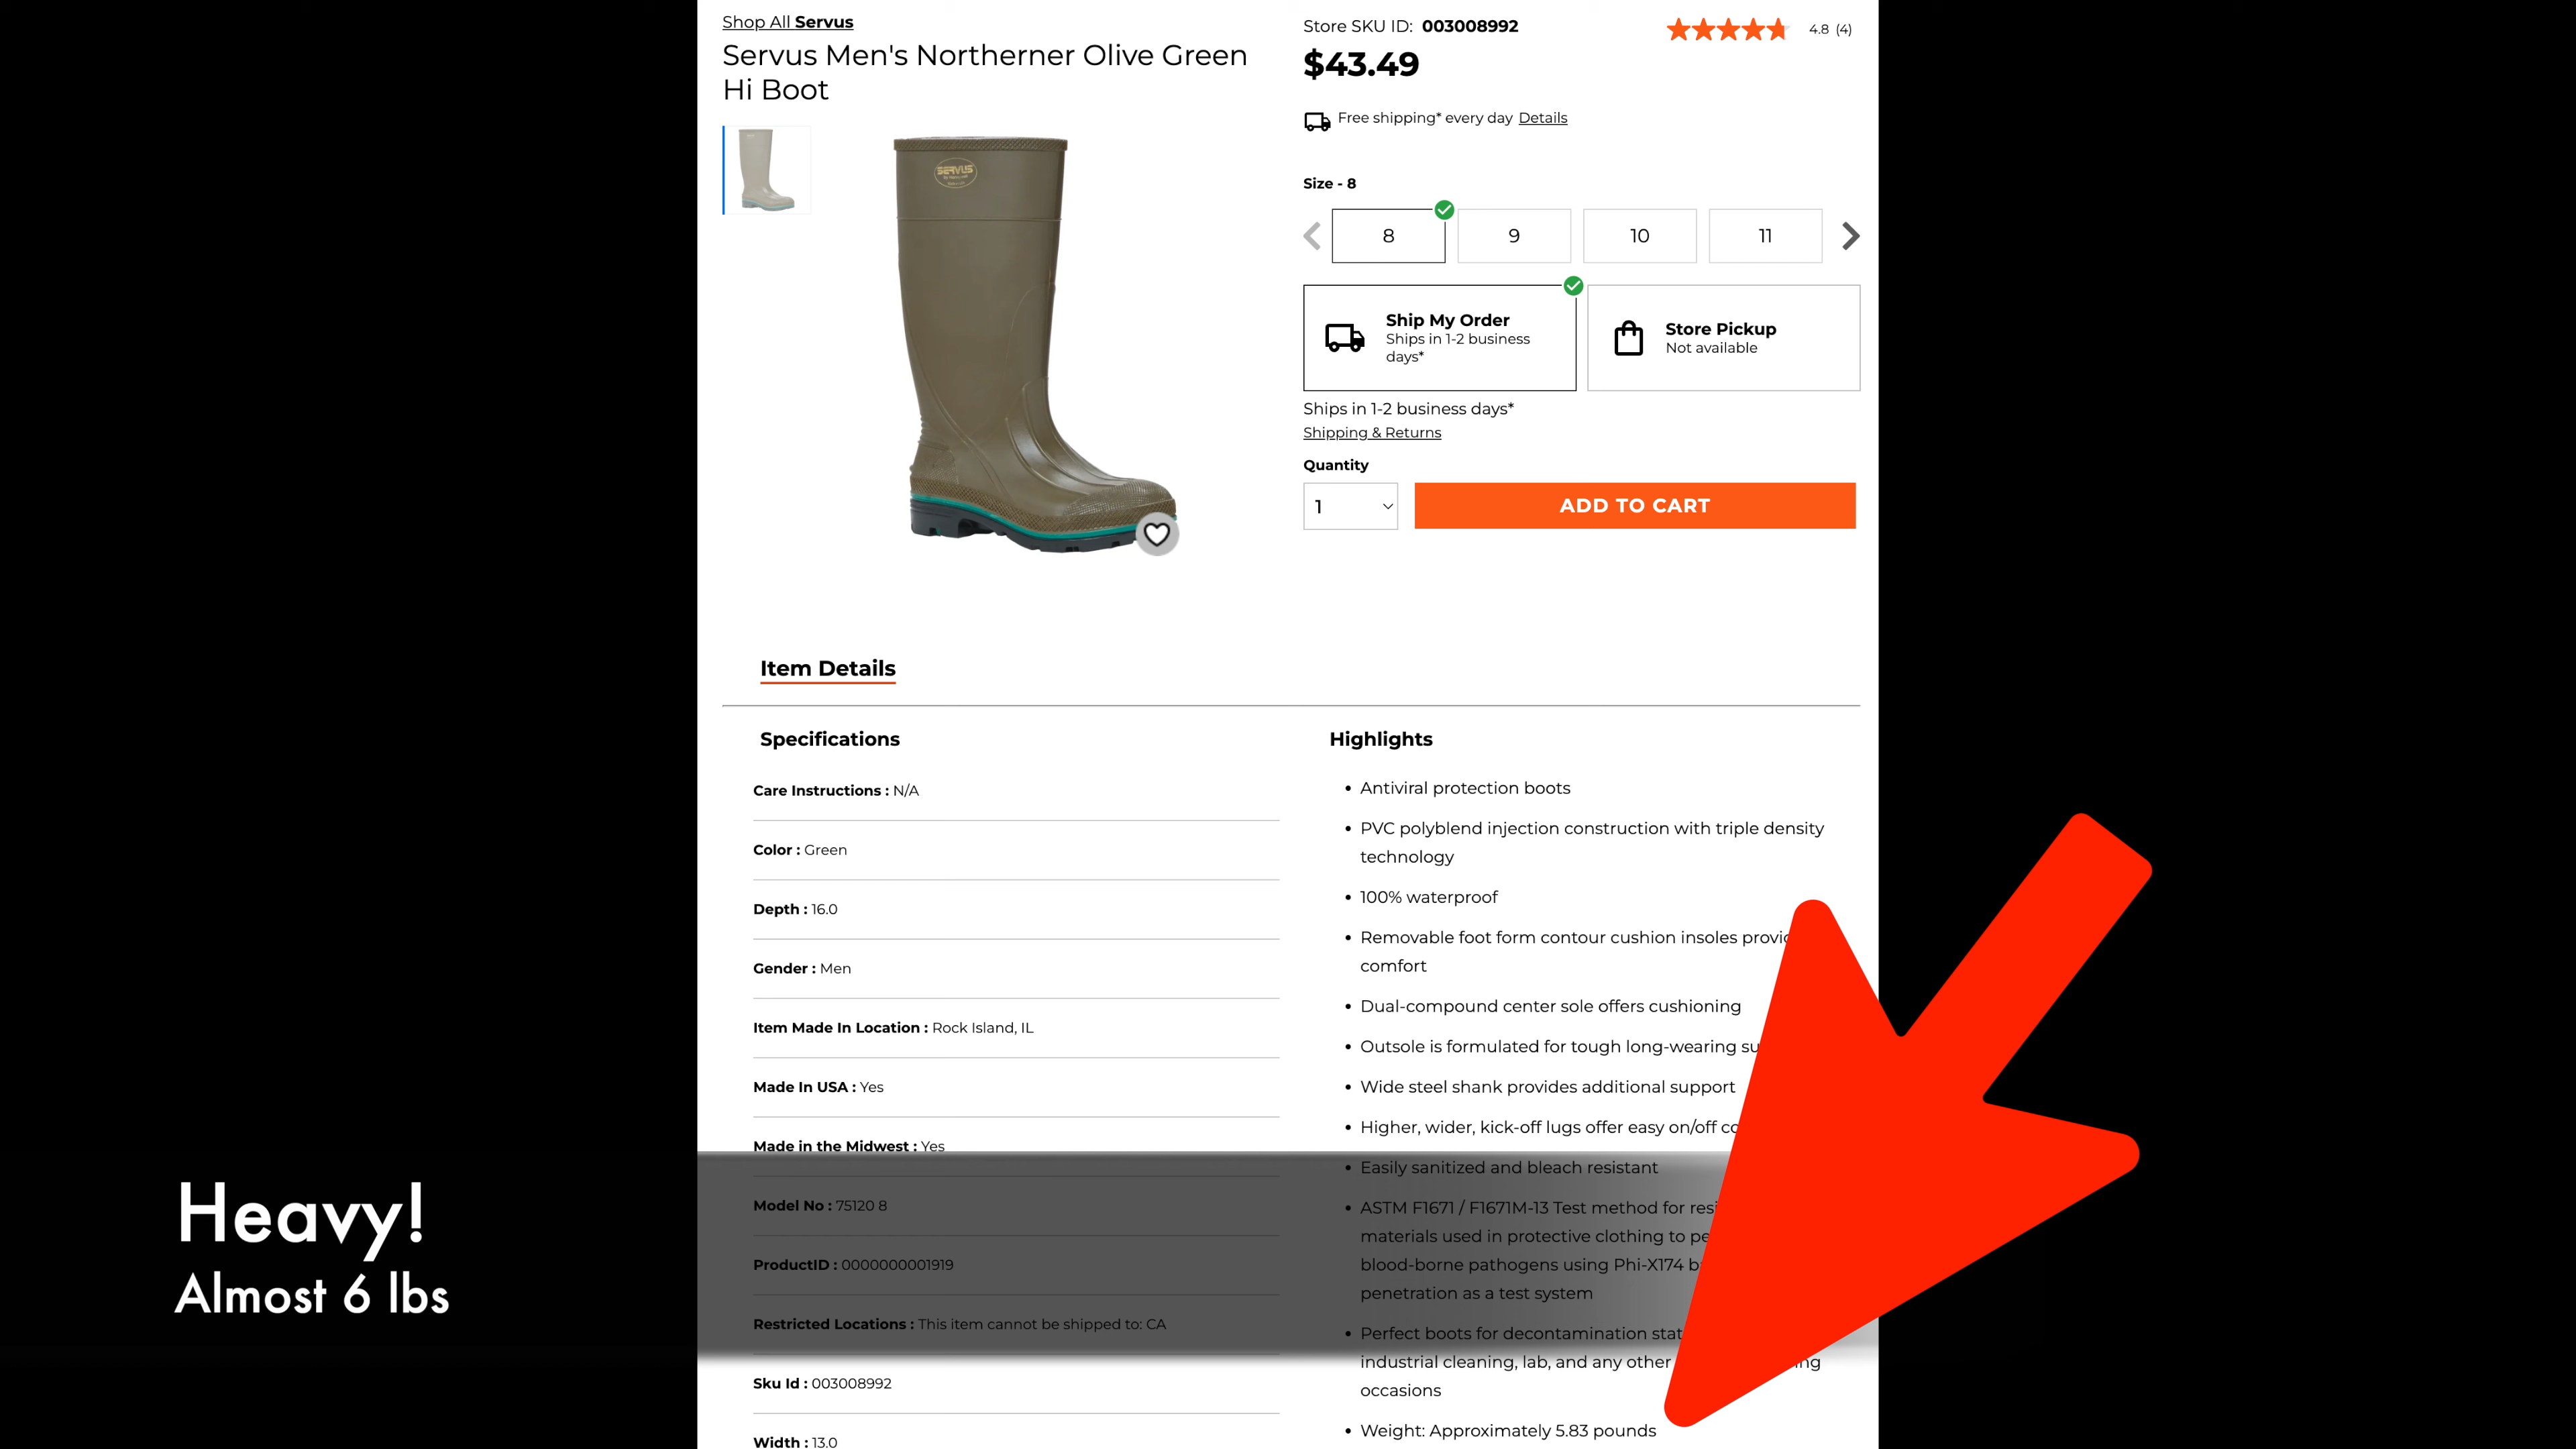 Shop All Servus
Servus Men's Northerner Olive Green
Hi Boot
SERVUS
Store SKU ID: 003008992
4.8 (4)
$43.49
Free shipping* every day Details
Size - 8
8
9
10
11
Ship My Order
Ships in 1-2 business
days*
Store Pickup
Not available
Ships in 1-2 business days*
Shipping & Returns
Quantity
1
ADD TO CART
Item Details
Specifications
Care Instructions : N/A
Color : Green
Depth : 16.0
Gender : Men
Item Made In Location : Rock Island, IL
Made In USA : Yes
Made in the Midwest : Yes
Model No : 75120 8
ProductID : 0000000001919
Restricted Locations : This item cannot be shipped to: CA
Sku Id : 003008992
Width : 13.0
Highlights
• Antiviral protection boots
• PVC polyblend injection construction with triple density
technology
• 100% waterproof
• Removable foot form contour cushion insoles
comfort
• Dual-compound center sole offers cushioning
• Outsole is formulated for tough long-wearing
• Wide steel shank provides additional support
• Higher, wider, kick-off lugs offer easy on/off
• Easily sanitized and bleach resistant
• ASTM F1671 / F1671M-13 Test method for
materials used in protective clothing to
blood-borne pathogens using Phi-X174
penetration as a test system
• Perfect boots for decontamination
industrial cleaning, lab, and any other
occasions
• Weight: Approximately 5.83 pounds
Heavy!
Almost 6 lbs